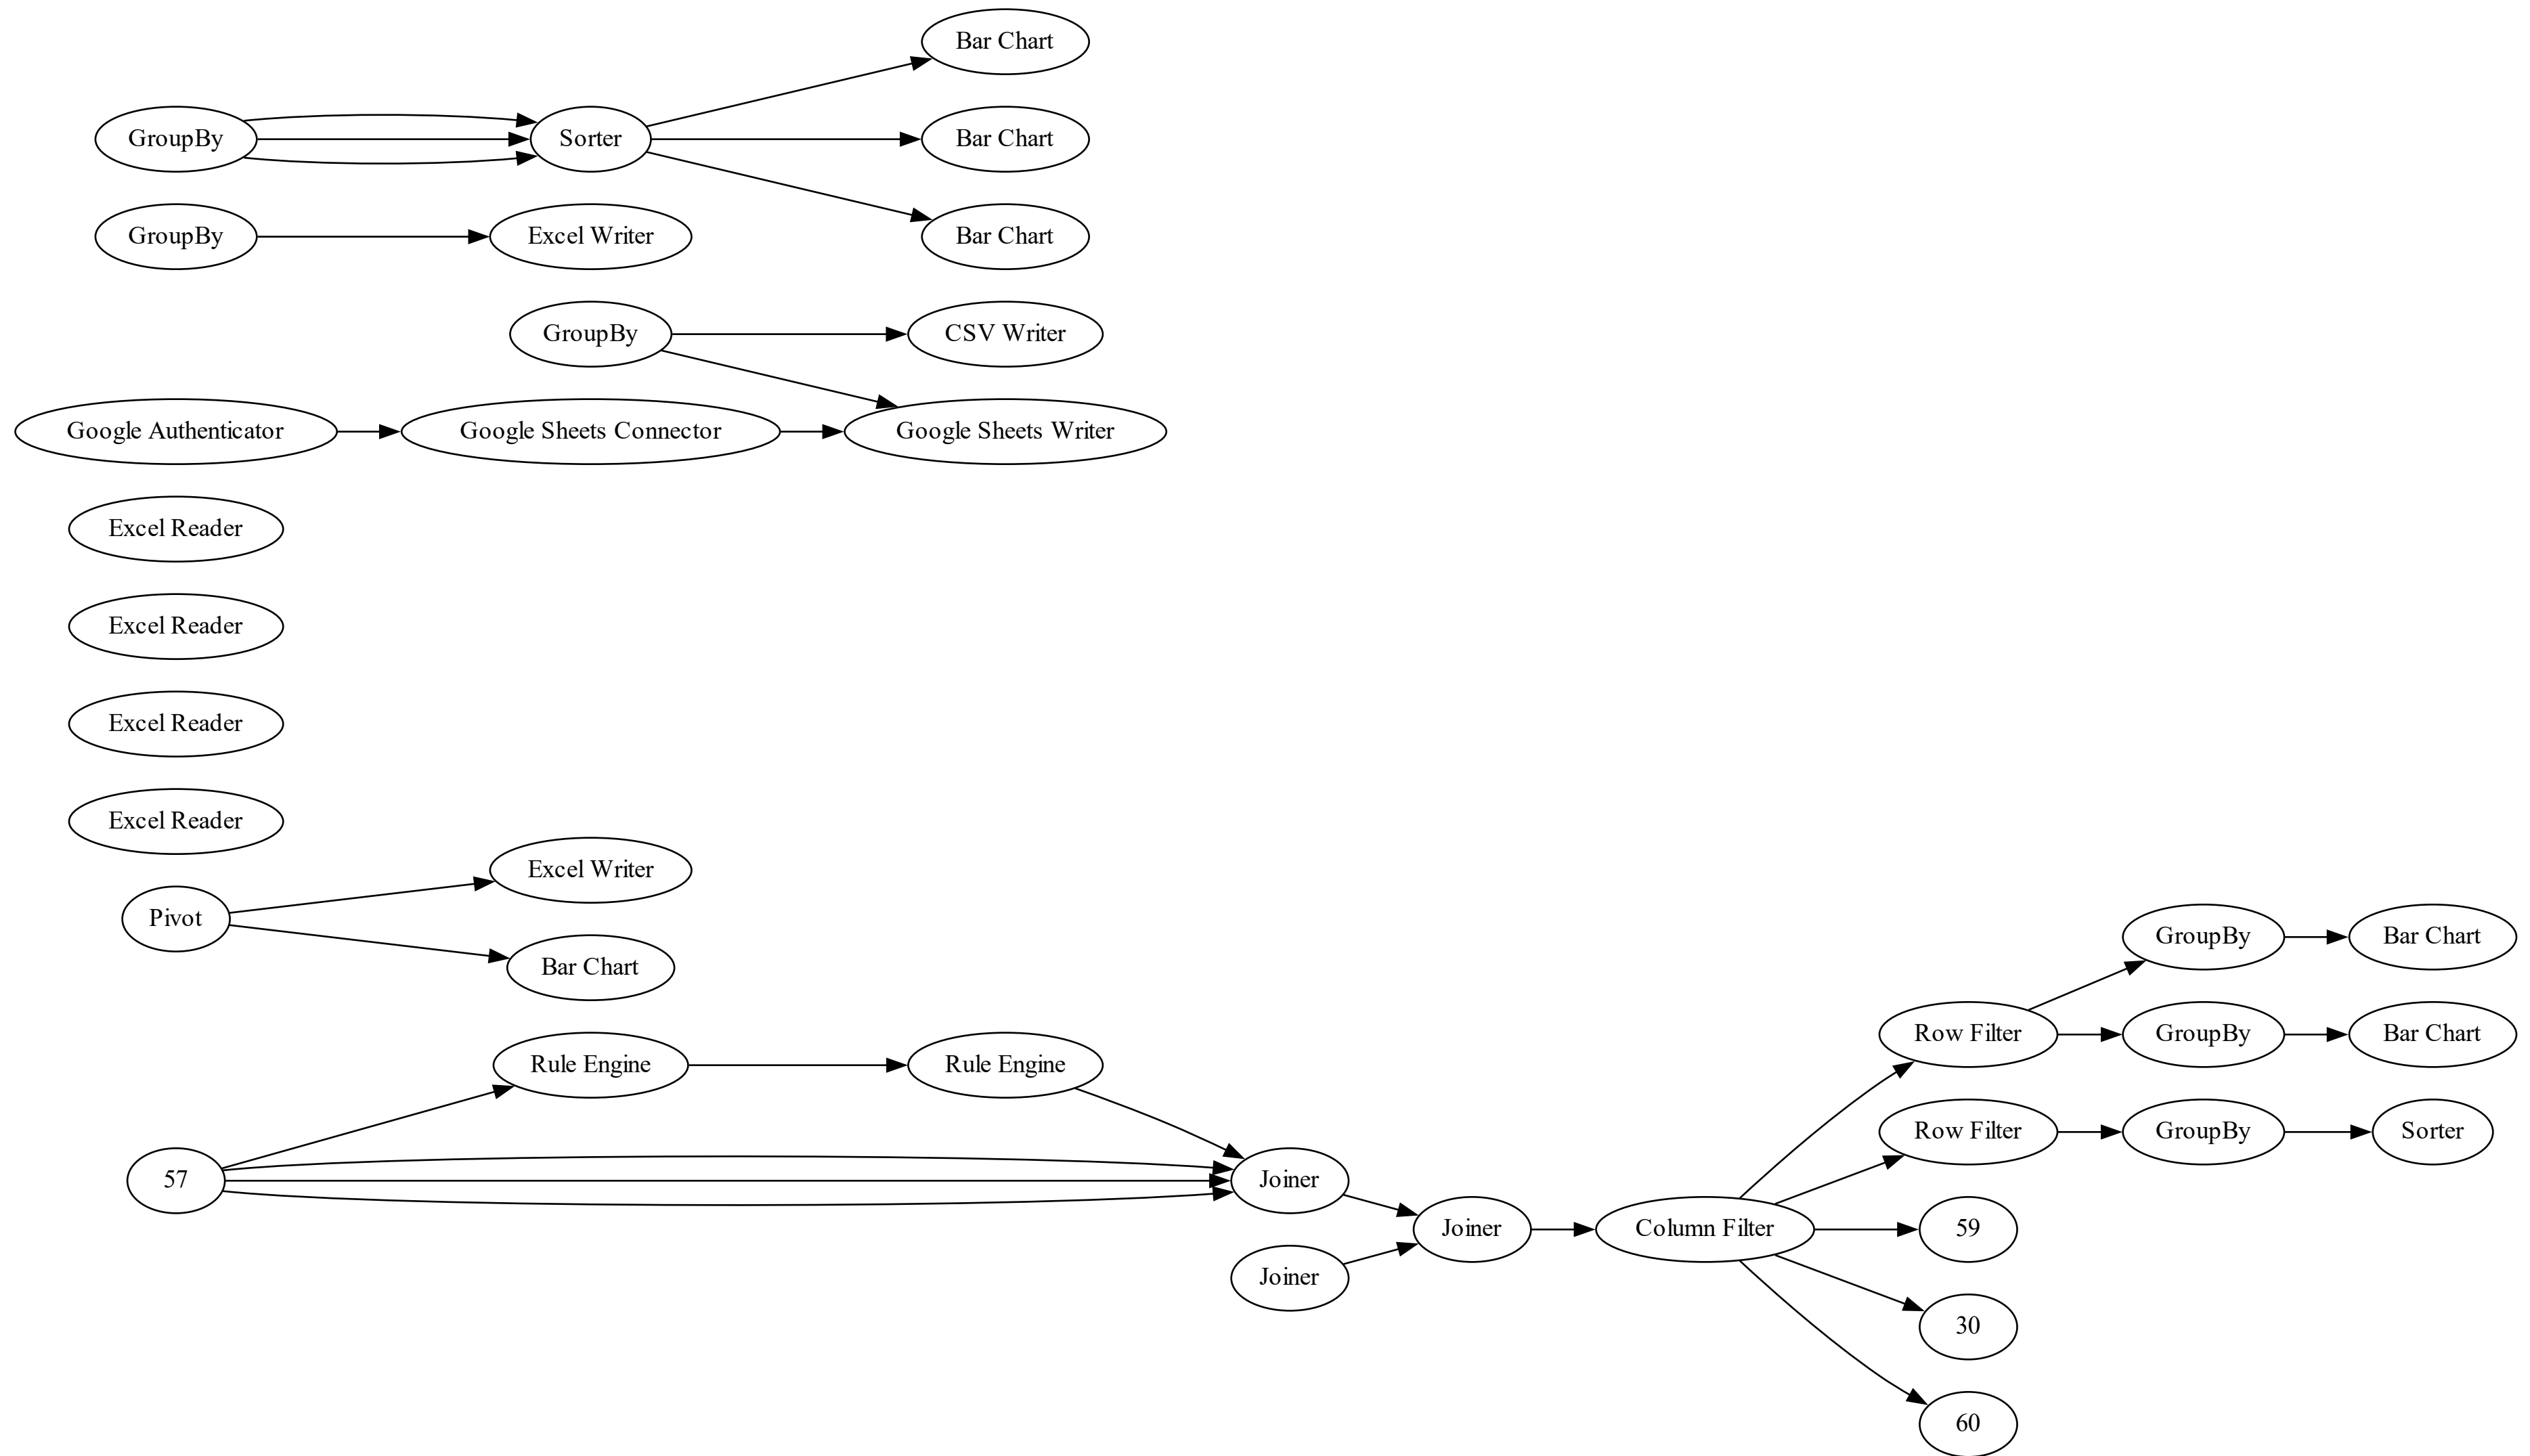 Bar Chart
GroupBy
Sorter
Bar Chart
Bar Chart
GroupBy
Excel Writer
GroupBy
CSV Writer
Google Authenticator
Google Sheets Connector
Google Sheets Writer
Excel Reader
Excel Reader
Excel Reader
Excel Reader
Excel Writer
Pivot
Bar Chart
Rule Engine
Rule Engine
57
Joiner
Joiner
Joiner
Column Filter
GroupBy
Bar Chart
Row Filter
GroupBy
Bar Chart
Row Filter
GroupBy
Sorter
59
30
60